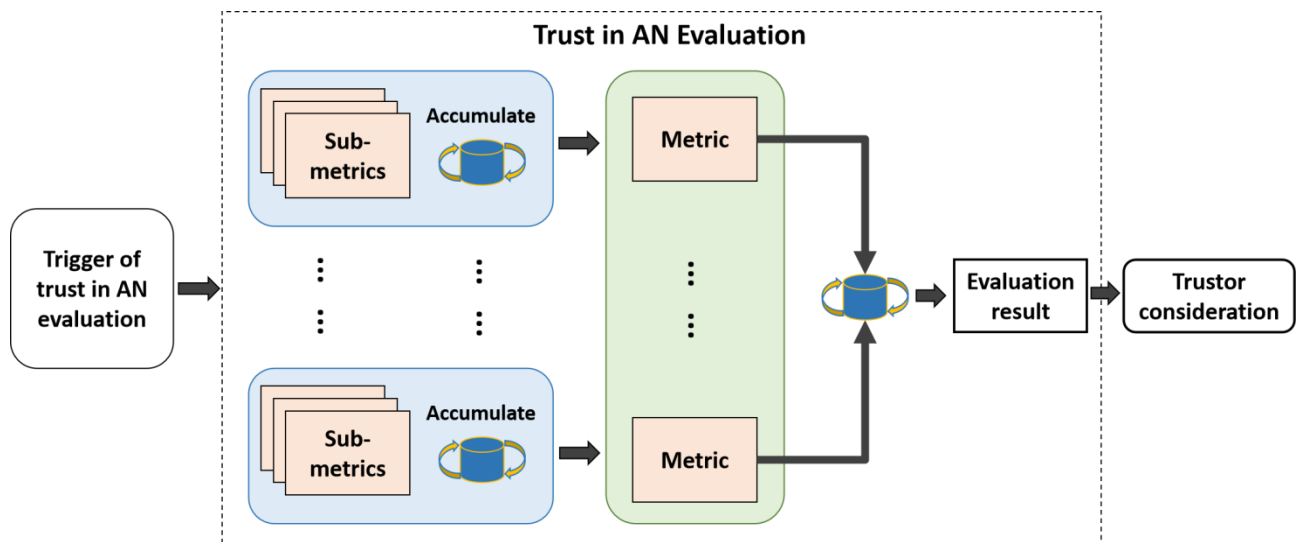 Trust in AN Evaluation
Accumulate
Sub-
metrics
Metric
Trigger of
trust in AN
evaluation
Evaluation
result
Trustor
consideration
Accumulate
Sub-
metrics
Metric